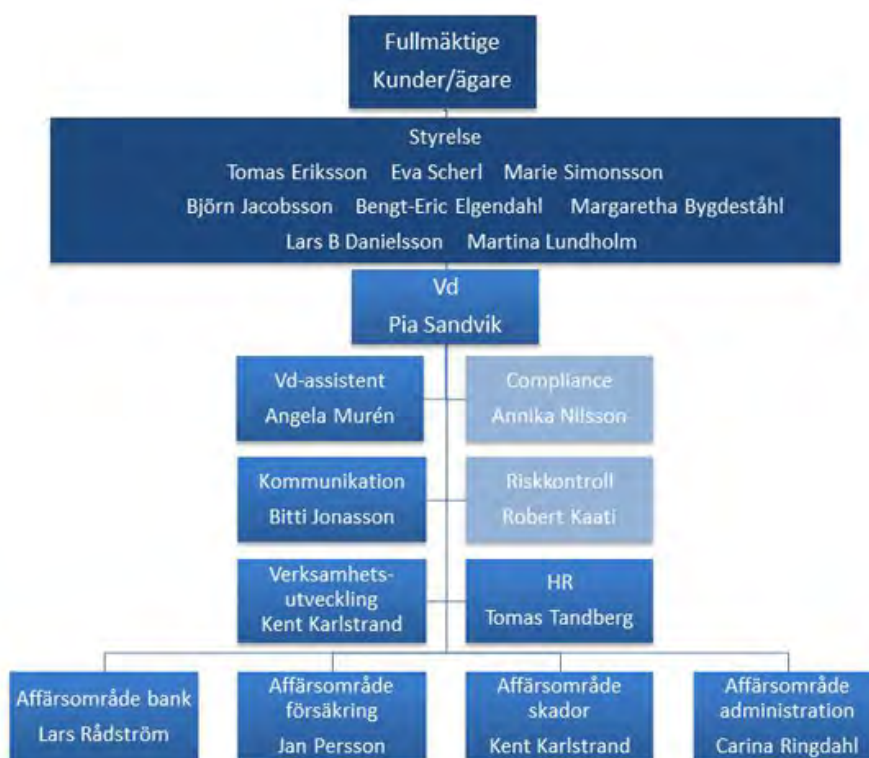 Fullmäktige
Kunder/ägare
Styrelse
Tomas Eriksson Eva Scherl Marie Simonsson
Björn Jacobsson Bengt-Eric Elgendahl Margaretha Bygdeståhl
Lars B Danielsson Martina Lundholm
Vd
Pia Sandvik
Vd-assistent
Angela Murén
Compliance
Annika Nilsson
Kommunikation
Bitti Jonasson
Riskkontroll
Robert Kaati
Verksamhets-
utveckling
Kent Karlstrand
HR
Tomas Tandberg
Affärsområde bank
Lars Rådström
Affärsområde
försäkring
Jan Persson
Affärsområde
skador
Kent Karlstrand
Affärsområde
administration
Carina Ringdahl